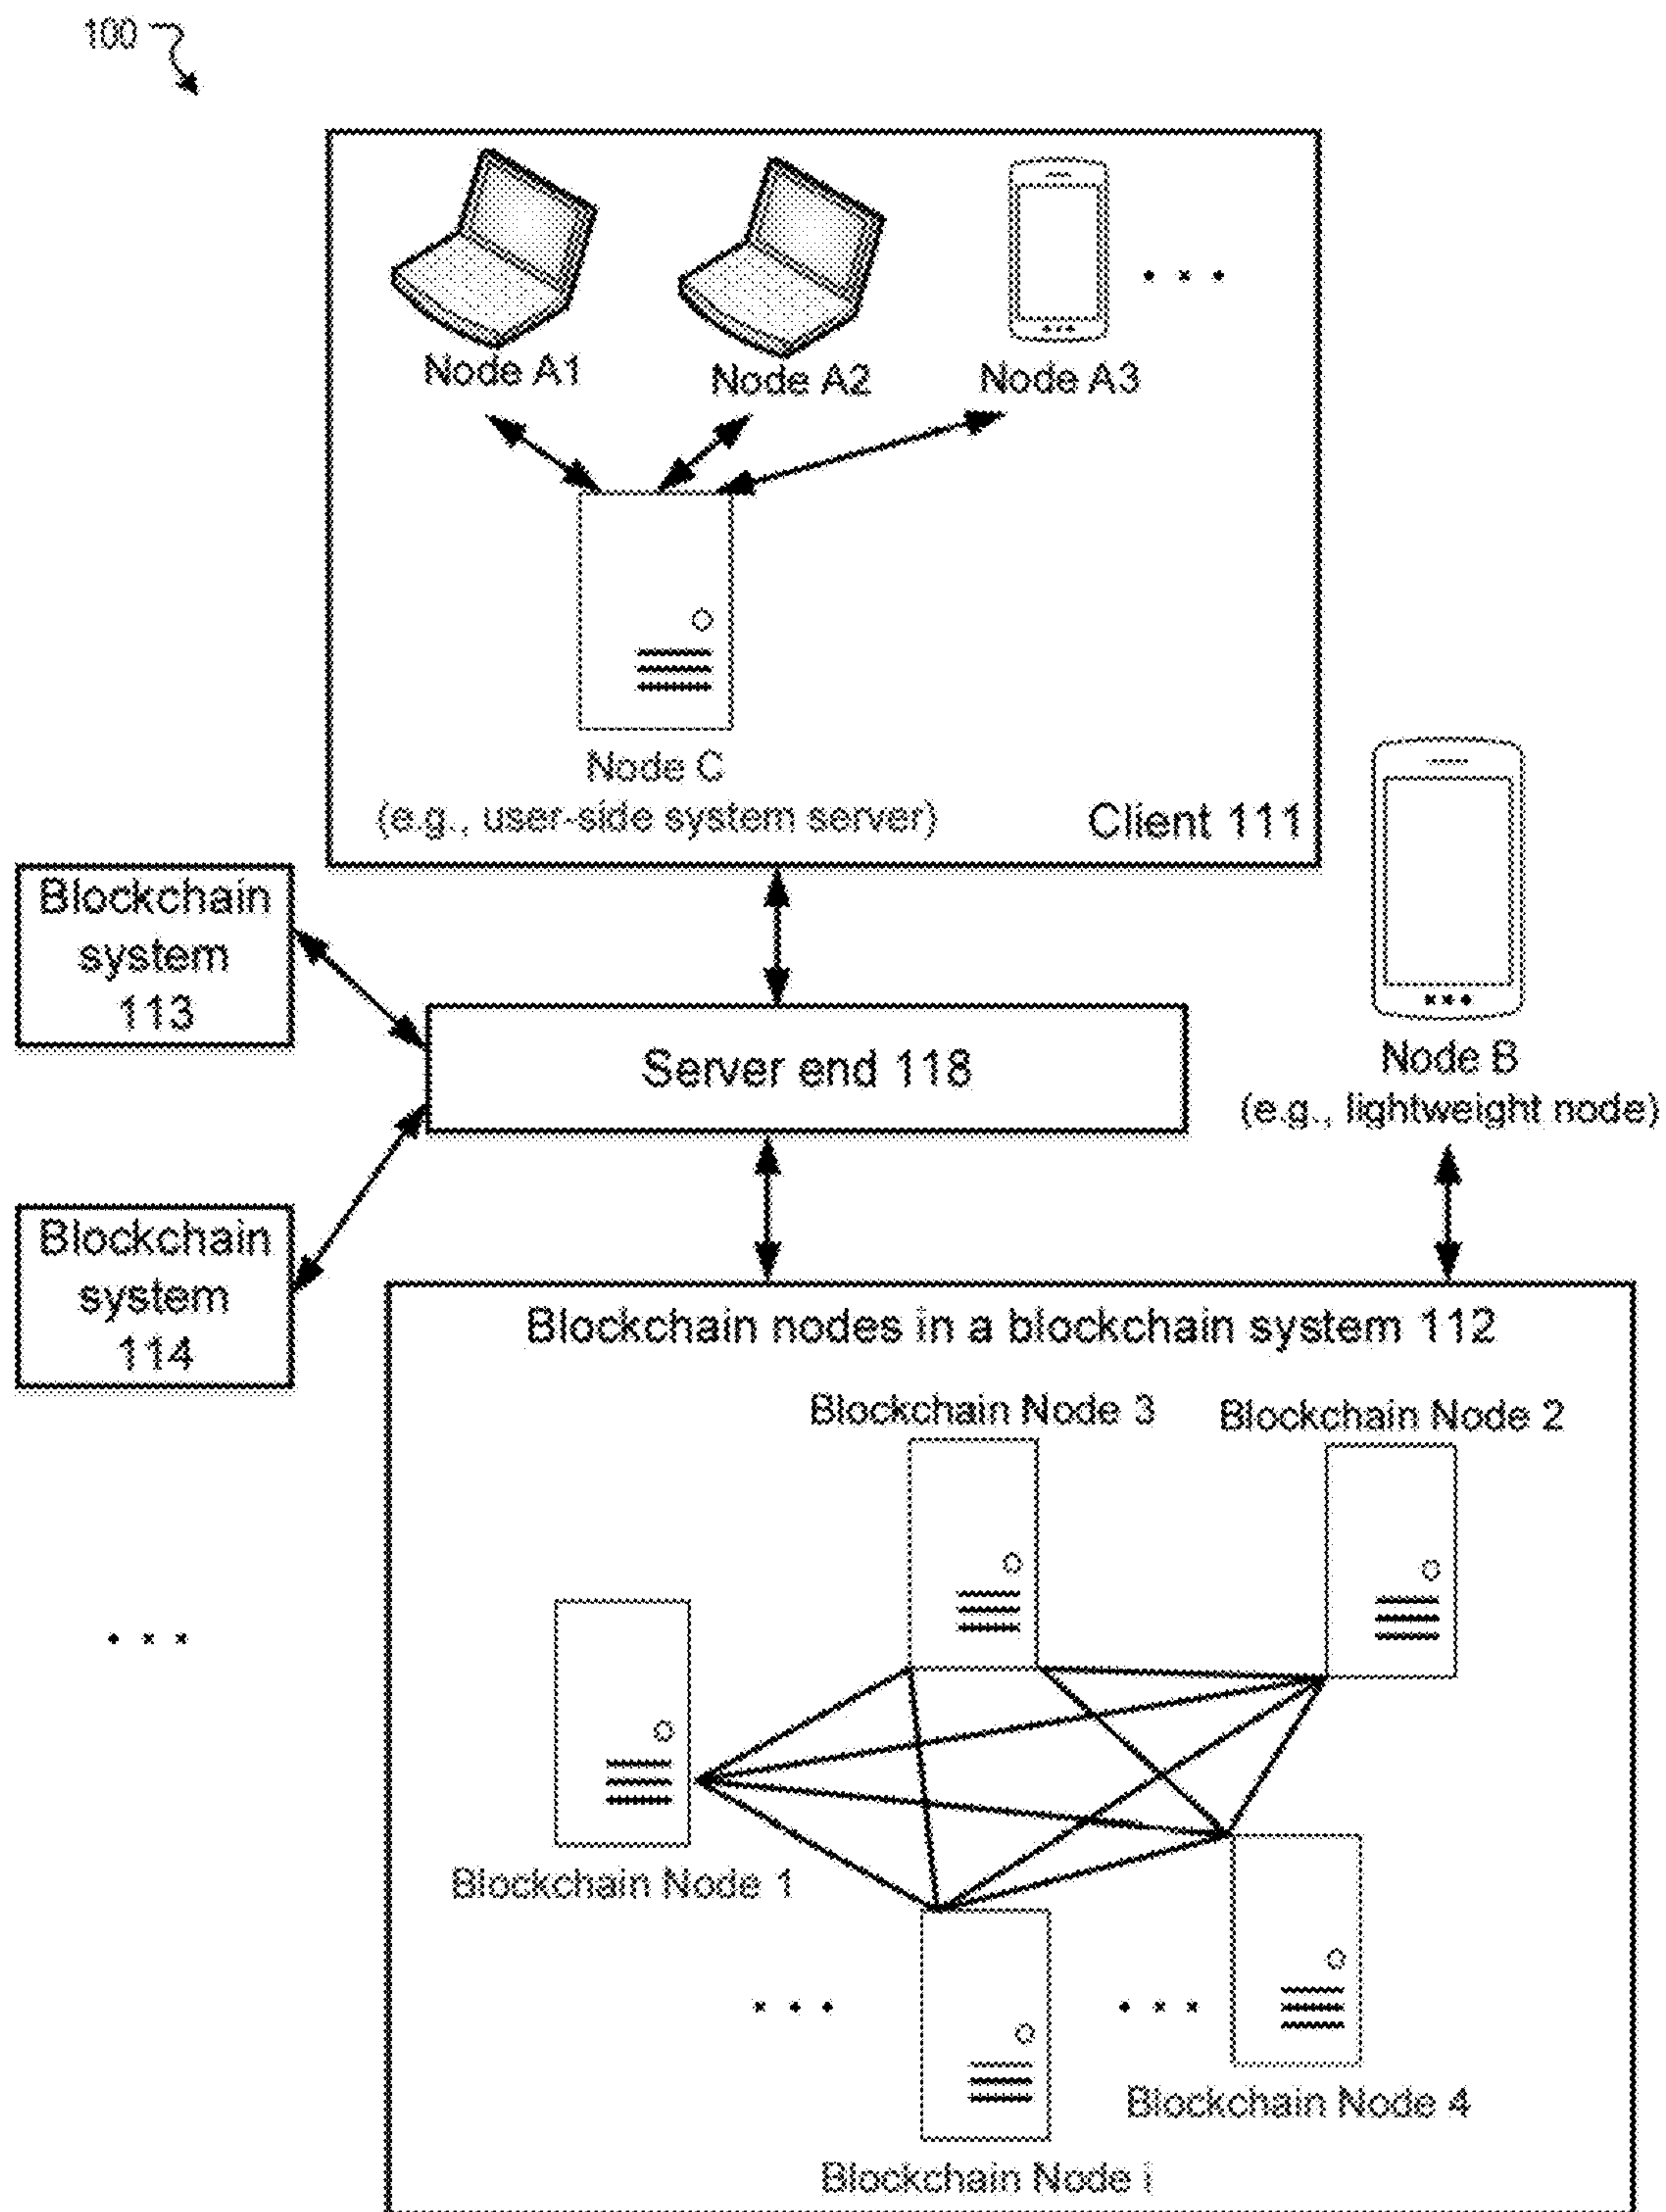 100
Node A1
Node A2
Node A3
Node C
(e.g., user-side system server)
Client 111
Blockchain
system
113
Server end 118
Node B
(e.g., lightweight node)
Blockchain
system
114
Blockchain nodes in a blockchain system 112
Blockchain Node 3
Blockchain Node 2
Blockchain Node 1
Blockchain Node 4
Blockchain Node i